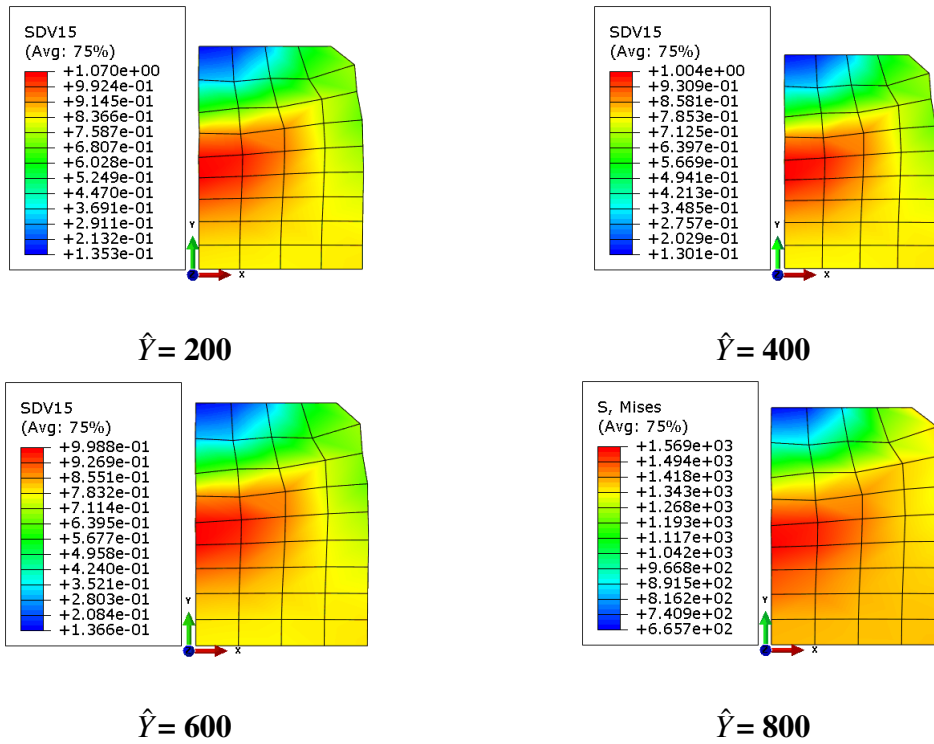 SDV15
(Avg: 75%)
+1.070e+00
+9.924e-01
+9.145e-01
+8.366e-01
+7.587e-01
+6.807e-01
+6.028e-01
+5.249e-01
+4.470e-01
+3.691e-01
+2.911e-01
+2.132e-01
+1.353e-01
Y
X
Ŷ = 200
SDV15
(Avg: 75%)
+1.004e+00
+9.309e-01
+8.581e-01
+7.853e-01
+7.125e-01
+6.397e-01
+5.669e-01
+4.941e-01
+4.213e-01
+3.485e-01
+2.757e-01
+2.029e-01
+1.301e-01
Y
X
Ŷ = 400
SDV15
(Avg: 75%)
+9.988e-01
+9.269e-01
+8.551e-01
+7.832e-01
+7.114e-01
+6.395e-01
+5.677e-01
+4.958e-01
+4.240e-01
+3.521e-01
+2.803e-01
+2.084e-01
+1.366e-01
Y
X
Ŷ = 600
S, Mises
(Avg: 75%)
+1.569e+03
+1.494e+03
+1.418e+03
+1.343e+03
+1.268e+03
+1.193e+03
+1.117e+03
+1.042e+03
+9.668e+02
+8.915e+02
+8.162e+02
+7.409e+02
+6.657e+02
Y
X
Ŷ = 800